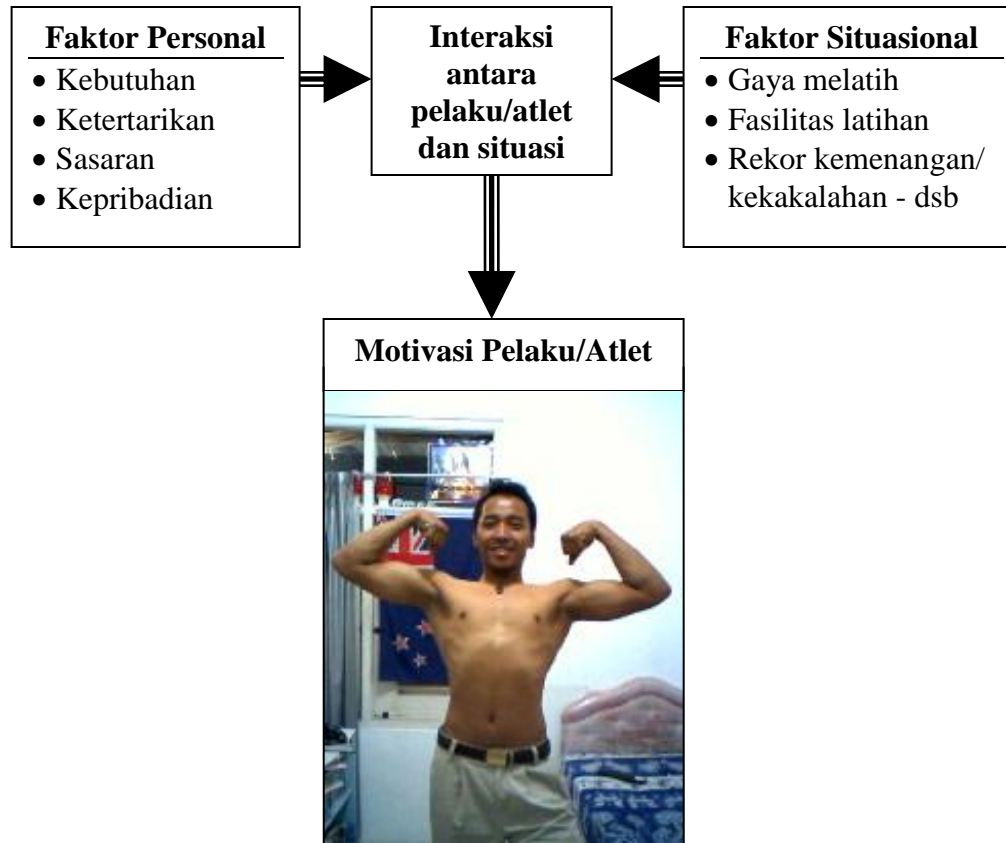 Faktor Personal
• Kebutuhan
• Ketertarikan
• Sasaran
• Kepribadian
Interaksi
antara
pelaku/atlet
dan situasi
Faktor Situasional
• Gaya melatih
• Fasilitas latihan
• Rekor kemenangan/
kekakalahan - dsb
Motivasi Pelaku/Atlet